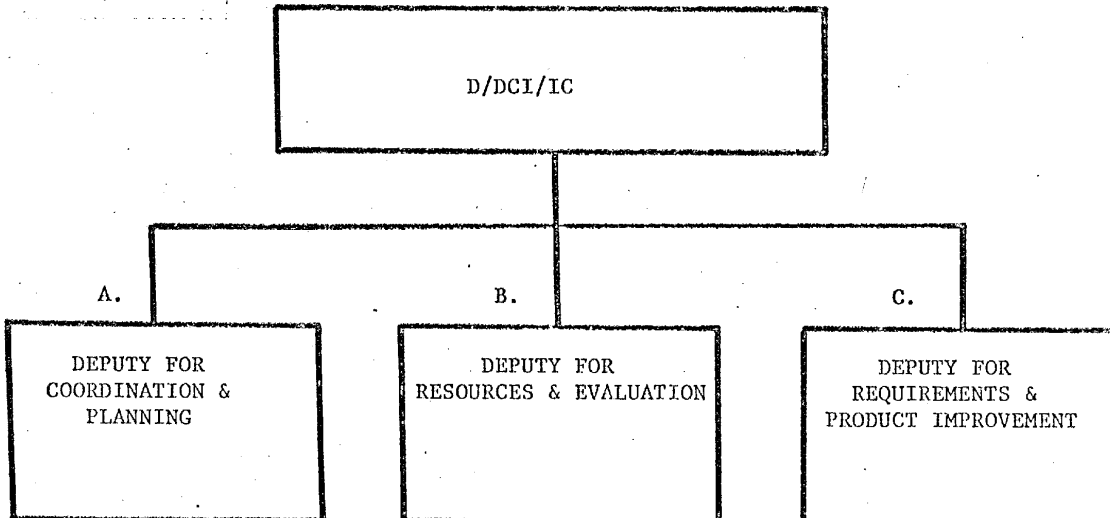 D/DCI/IC
A.
B.
C.
DEPUTY FOR
COORDINATION &
PLANNING
DEPUTY FOR
RESOURCES & EVALUATION
DEPUTY FOR
REQUIREMENTS &
PRODUCT IMPROVEMENT